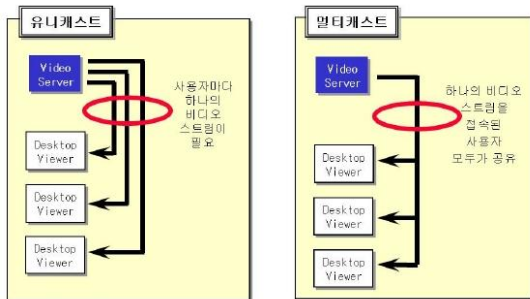 유니캐스트
Video
Server
사용자마다
하나의
비디오
스트림이
필요
Desktop
Viewer
Desktop
Viewer
Desktop
Viewer
멀티캐스트
Video
Server
하나의 비디오
스트림을
접속된
사용자
모두가 공유
Desktop
Viewer
Desktop
Viewer
Desktop
Viewer